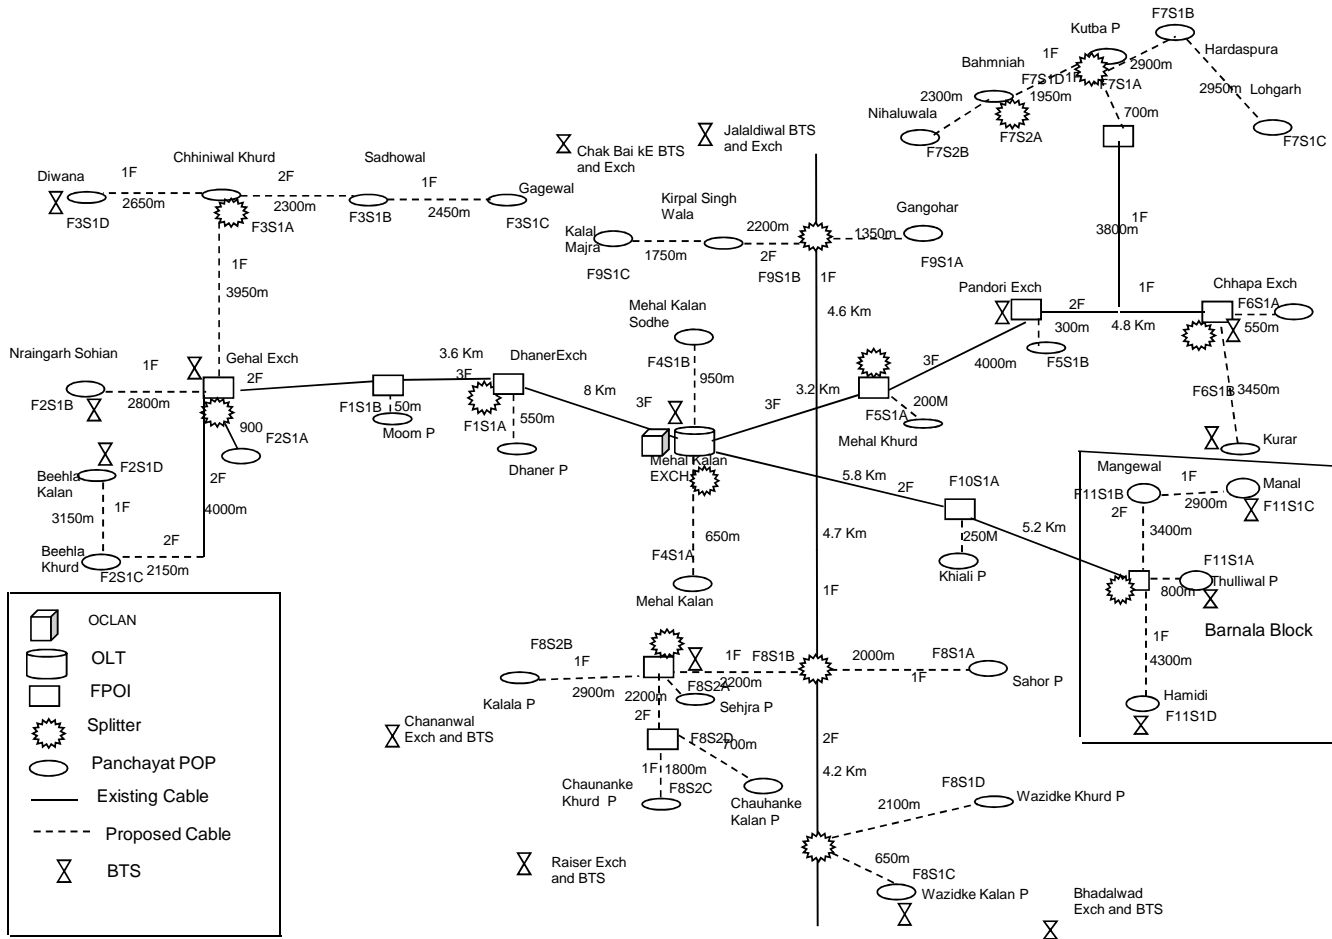 F7S1B
Kutba P
Hardaspura
1F
2900m
Bahmniah
F7S1D
1F
F7S1A
2300m
1950m
2950m
Lohgarh
Nihaluwala
700m
F7S2A
F7S2B
F7S1C
Jalaldiwal BTS
and Exch
Chak Bai kE BTS
and Exch
Chhiniwal Khurd
Sadhowal
Diwana
1F
2F
1F
Gagewal
2650m
2300m
2450m
F3S1D
F3S1A
F3S1B
F3S1C
Kirpal Singh
Wala
Gangohar
2200m
1350m
Kalal
Majra
1750m
2F
F9S1C
F9S1B
F9S1A
1F
1F
3800m
1F
3950m
4.6 Km
Pandori Exch
2F
1F
Chhapa Exch
F6S1A
300m
4.8 Km
550m
Mehal Kalan
Sodhe
F4S1B
950m
Nraingarh Sohian
1F
Gehal Exch
3.6 Km
DhanerExch
3F
3F
4000m
F5S1B
2F
8 Km
3.2 Km
F6S1B
3450m
F2S1B
2800m
F1S1B
50m
F1S1A
550m
3F
3F
F5S1A
200M
900
F2S1A
Moom P
Mehal Khurd
Kurar
F2S1D
Dhaner P
Mehal Kalan
EXCH
Beehla
Kalan
2F
4000m
5.8 Km
2F
F10S1A
Mangewal
1F
Manal
F11S1B
2900m
F11S1C
2F
3150m
1F
650m
4.7 Km
250M
5.2 Km
3400m
Beehla
Khurd
2F
F2S1C
2150m
F4S1A
Khiali P
F11S1A
Thulliwal P
800m
Mehal Kalan
1F
Barnala Block
1F
4300m
OCLAN
OLT
FPOI
Splitter
Panchayat POP
Existing Cable
Proposed Cable
BTS
F8S2B
1F
1F
F8S1B
2000m
F8S1A
2900m
2200m
F8S2A
2200m
1F
Kalala P
Sehjra P
Sahor P
Hamidi
F11S1D
Chananwal
Exch and BTS
2F
F8S2D
700m
2F
1F
1800m
4.2 Km
F8S2C
Chaunanke
Khurd P
Chauhanke
Kalan P
F8S1D
Wazidke Khurd P
2100m
Raiser Exch
and BTS
650m
F8S1C
Wazidke Kalan P
Bhadalwad
Exch and BTS